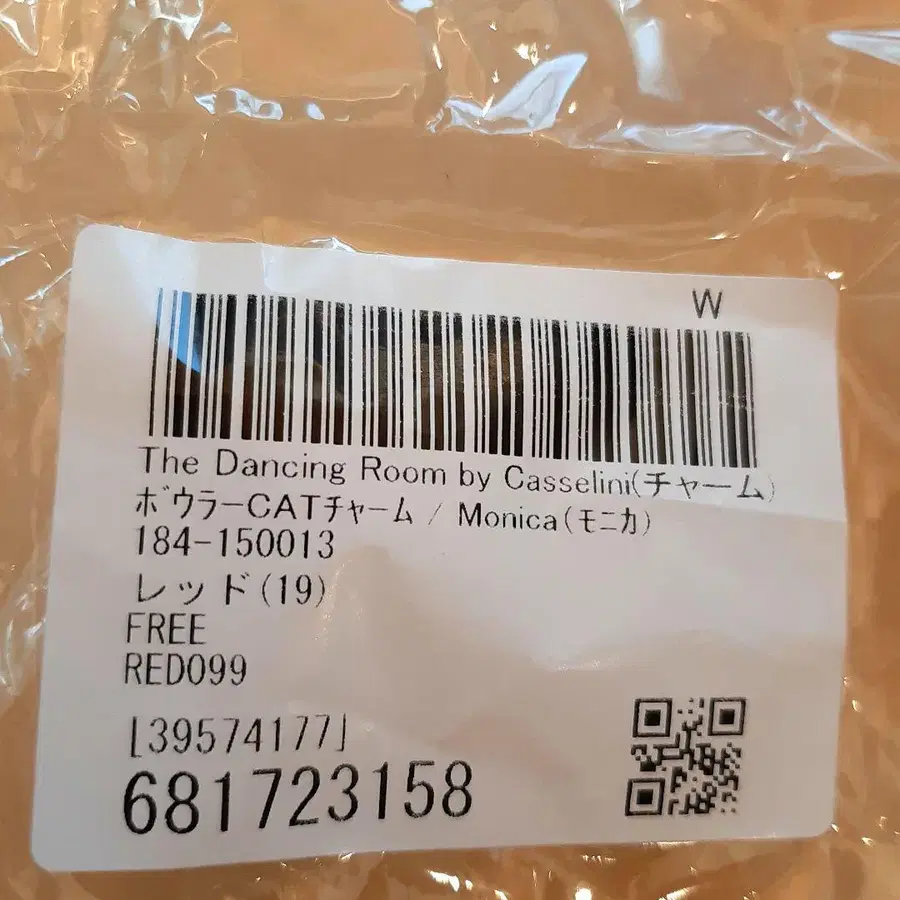 W
The Dancing Room by Casselini(チャーム)
ボウラーCATチャーム / Monica(モニカ)
184-150013
レッド(19)
FREE
RED099
[39574177]
681723158